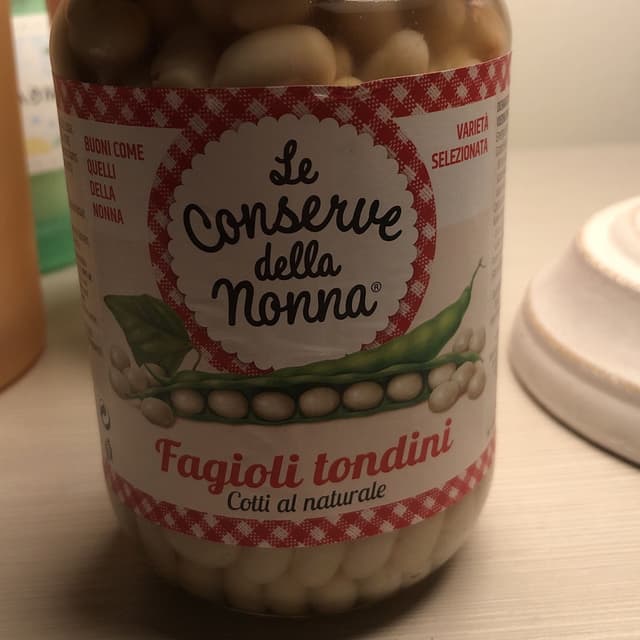 BUONI COME
QUELLI
DELLA
NONNA
VARIETÀ
SELEZIONATA
Le
Conserve
della
Nonna®
Fagioli tondini
Cotti al naturale